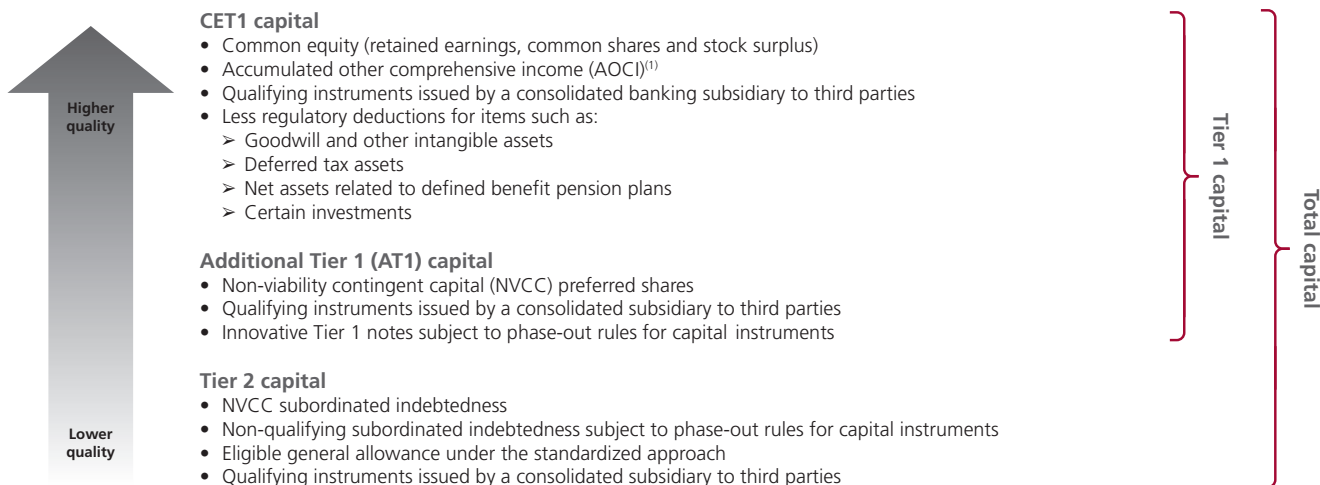 CET1 capital
• Common equity (retained earnings, common shares and stock surplus)
• Accumulated other comprehensive income (AOCI)(1)
• Qualifying instruments issued by a consolidated banking subsidiary to third parties
• Less regulatory deductions for items such as:
➢ Goodwill and other intangible assets
➢ Deferred tax assets
➢ Net assets related to defined benefit pension plans
➢ Certain investments
Additional Tier 1 (AT1) capital
• Non-viability contingent capital (NVCC) preferred shares
• Qualifying instruments issued by a consolidated subsidiary to third parties
• Innovative Tier 1 notes subject to phase-out rules for capital instruments
Tier 2 capital
• NVCC subordinated indebtedness
• Non-qualifying subordinated indebtedness subject to phase-out rules for capital instruments
• Eligible general allowance under the standardized approach
• Qualifying instruments issued by a consolidated subsidiary to third parties
Higher
quality
Lower
quality
Tier 1 capital
Total capital